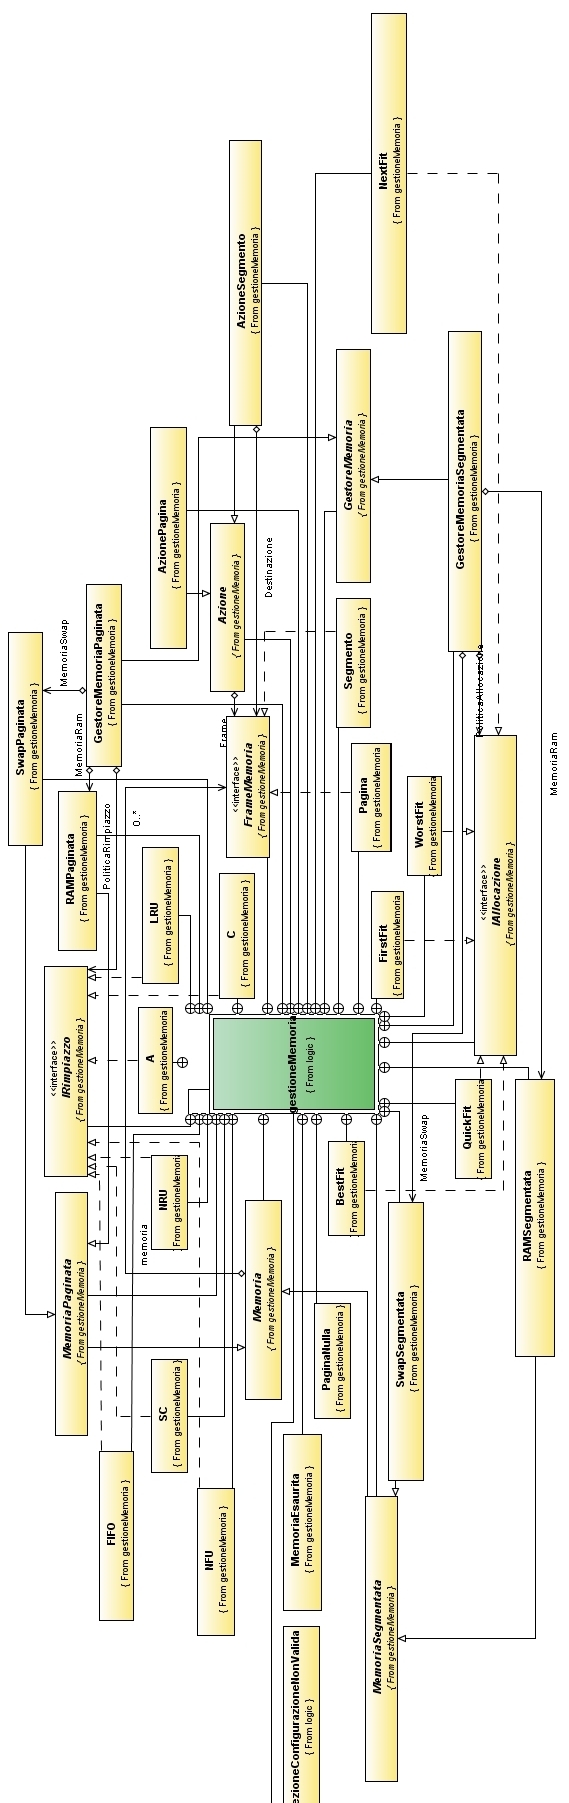 NextFit
{ From gestioneMemoria }
AzioneSegmento
{ From gestioneMemoria }
GestoreMemoria
{ From gestioneMemoria }
GestoreMemoriaSegmentata
{ From gestioneMemoria }
AzionePagina
{ From gestioneMemoria }
Azione
{ From gestioneMemoria }
Destinazione
Segmento
{ From gestioneMemoria }
SwapPaginata
{ From gestioneMemoria }
MemoriaSwap
GestoreMemoriaPaginata
{ From gestioneMemoria }
MemoriaRam
PoliticaAllocazione
MemoriaRam
Frame
<<interface>>
FrameMemoria
{ From gestioneMemoria }
Pagina
{ From gestioneMemoria }
WorstFit
{ From gestioneMemoria
<<interface>>
IAllocazione
{ From gestioneMemoria }
RAMPaginata
{ From gestioneMemoria }
PoliticaRimpiazzo
0..*
LRU
{ From gestioneMemoria }
C
{ From gestioneMemoria }
FirstFit
{ From gestioneMemoria
<<interface>>
IRimpiazzo
{ From gestioneMemoria }
A
{ From gestioneMemoria
gestioneMemoria
{ From logic }
QuickFit
{ From gestioneMemoria
RAMSegmentata
{ From gestioneMemoria }
MemoriaSwap
BestFit
{ From gestioneMemoria
NRU
{ From gestioneMemoria
memoria
MemoriaPaginata
{ From gestioneMemoria }
Memoria
{ From gestioneMemoria }
PaginaNulla
{ From gestioneMemoria }
SwapSegmentata
{ From gestioneMemoria }
SC
{ From gestioneMemoria }
FIFO
{ From gestioneMemoria }
NFU
{ From gestioneMemoria }
MemoriaEsaurita
{ From gestioneMemoria }
MemoriaSegmentata
{ From gestioneMemoria }
ezioneConfigurazioneNonValida
{ From logic }